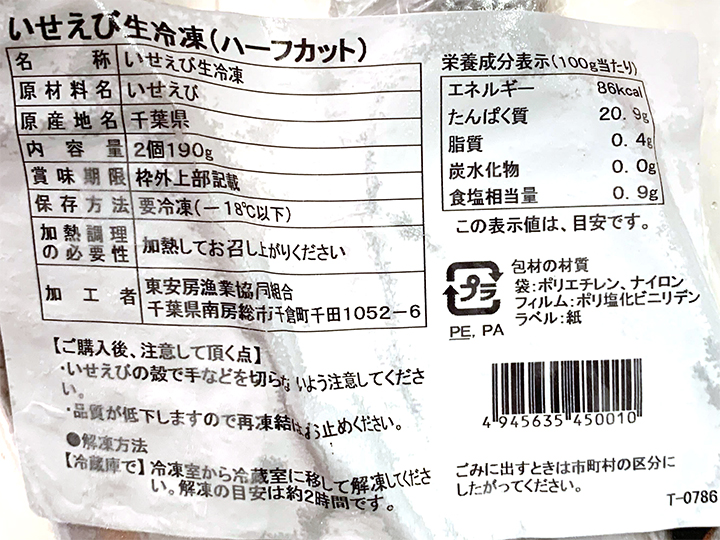 いせえび生冷凍(ハーフカット)
名称 いせえび生冷凍
原材料名 いせえび
原産地名 千葉県
内容量 2個190g
賞味期限 枠外上部記載
保存方法 要冷凍(-18℃以下)
加熱調理の必要性 加熱してお召し上がりください
加工者 東安房漁業協同組合
千葉県南房総市千倉町千田1052-6
【ご購入後、注意して頂く点】
・いせえびの殻で手などを切らないよう注意してくださ
い。
・品質が低下しますので再凍結はお止めください。
●解凍方法
【冷蔵庫で】冷凍室から冷蔵室に移して解凍してくださ
い。解凍の目安は約2時間です。
栄養成分表示(100g当たり)
エネルギー 86kcal
たんぱく質 20.9g
脂質 0.4g
炭水化物 0.0g
食塩相当量 0.9g
この表示値は、目安です。
プラ
PE, PA
包材の材質
袋:ポリエチレン、ナイロン
フィルム:ポリ塩化ビニリデン
ラベル:紙
4 945635 450010
ごみに出すときは市町村の区分に
したがってください。
T-0786